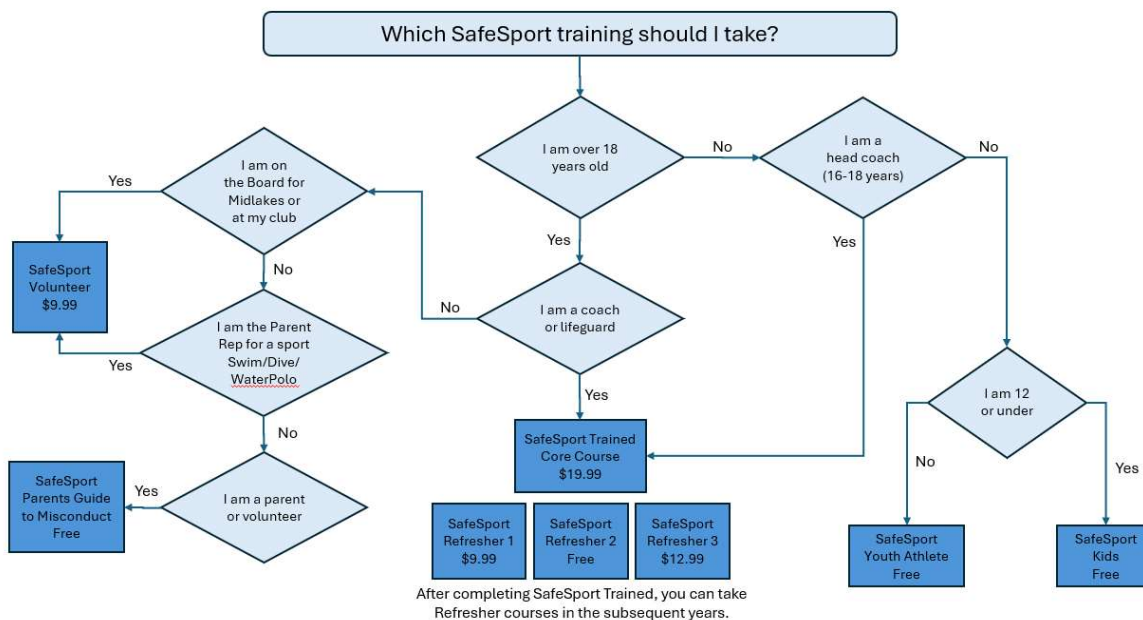 Which SafeSport training should I take?
I am over 18
years old
No
I am a
head coach
(16-18 years)
No
I am on
the Board for
Midlakes or
at my club
Yes
Yes
Yes
SafeSport
Volunteer
$9.99
No
I am a coach
or lifeguard
No
I am the Parent
Rep for a sport
Swim/Dive/
WaterPolo
Yes
Yes
I am 12
or under
No
SafeSport Trained
Core Course
$19.99
No
Yes
SafeSport
Parents Guide
to Misconduct
Free
Yes
I am a parent
or volunteer
SafeSport
Refresher 1
$9.99
SafeSport
Refresher 2
Free
SafeSport
Refresher 3
$12.99
SafeSport
Youth Athlete
Free
SafeSport
Kids
Free
After completing SafeSport Trained, you can take
Refresher courses in the subsequent years.